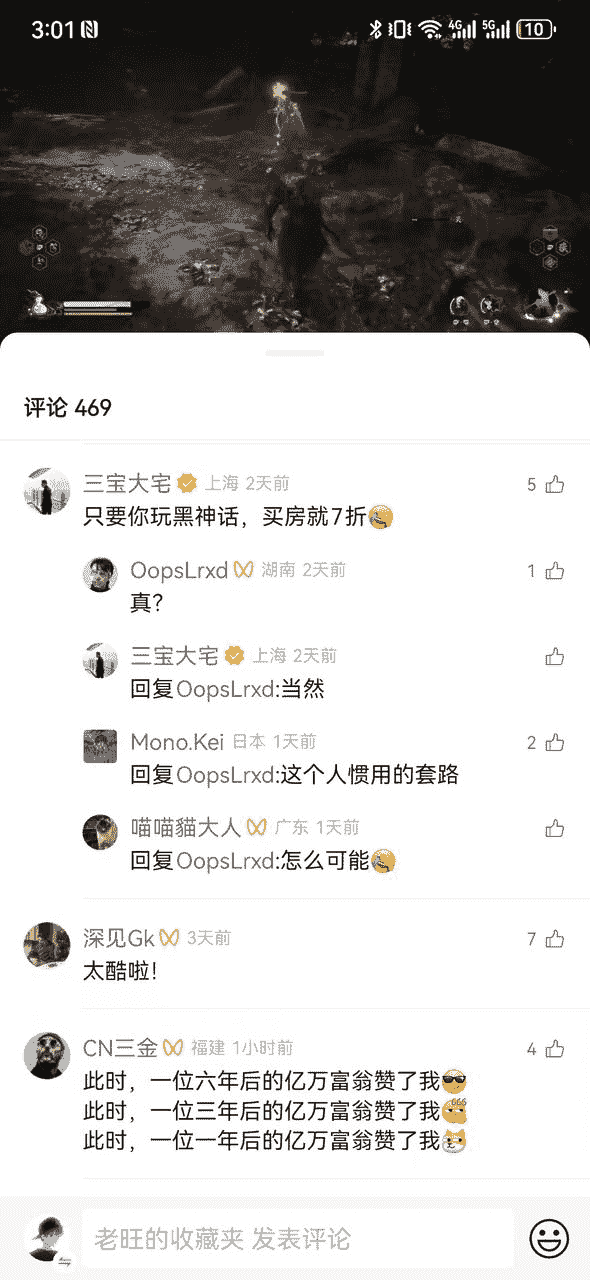 3:01
4G 5G 10
评论 469
三宝大宅 上海 2天前 5
只要你玩黑神话，买房就7折
OopsLrxd 湖南 2天前 1
真？
三宝大宅 上海 2天前
回复OopsLrxd:当然
Mono.Kei 日本 1天前 2
回复OopsLrxd:这个人惯用的套路
喵喵貓大人 广东 1天前
回复OopsLrxd:怎么可能
深见Gk 3天前 7
太酷啦！
CN三金 福建 1小时前 4
此时，一位六年后的亿万富翁赞了我
此时，一位三年后的亿万富翁赞了我
此时，一位一年后的亿万富翁赞了我
老旺的收藏夹 发表评论